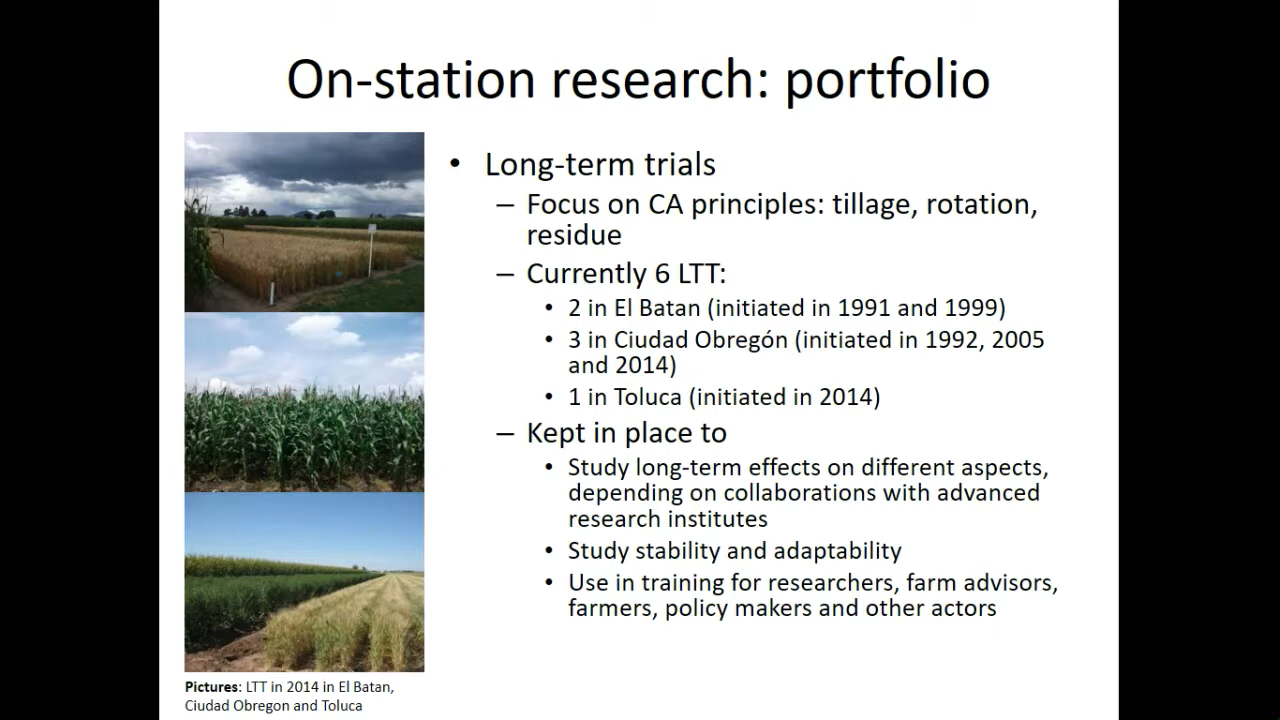 On-station research: portfolio
• Long-term trials
– Focus on CA principles: tillage, rotation,
residue
– Currently 6 LTT:
• 2 in El Batan (initiated in 1991 and 1999)
• 3 in Ciudad Obregón (initiated in 1992, 2005
and 2014)
• 1 in Toluca (initiated in 2014)
– Kept in place to
• Study long-term effects on different aspects,
depending on collaborations with advanced
research institutes
• Study stability and adaptability
• Use in training for researchers, farm advisors,
farmers, policy makers and other actors
Pictures: LTT in 2014 in El Batan,
Ciudad Obregon and Toluca